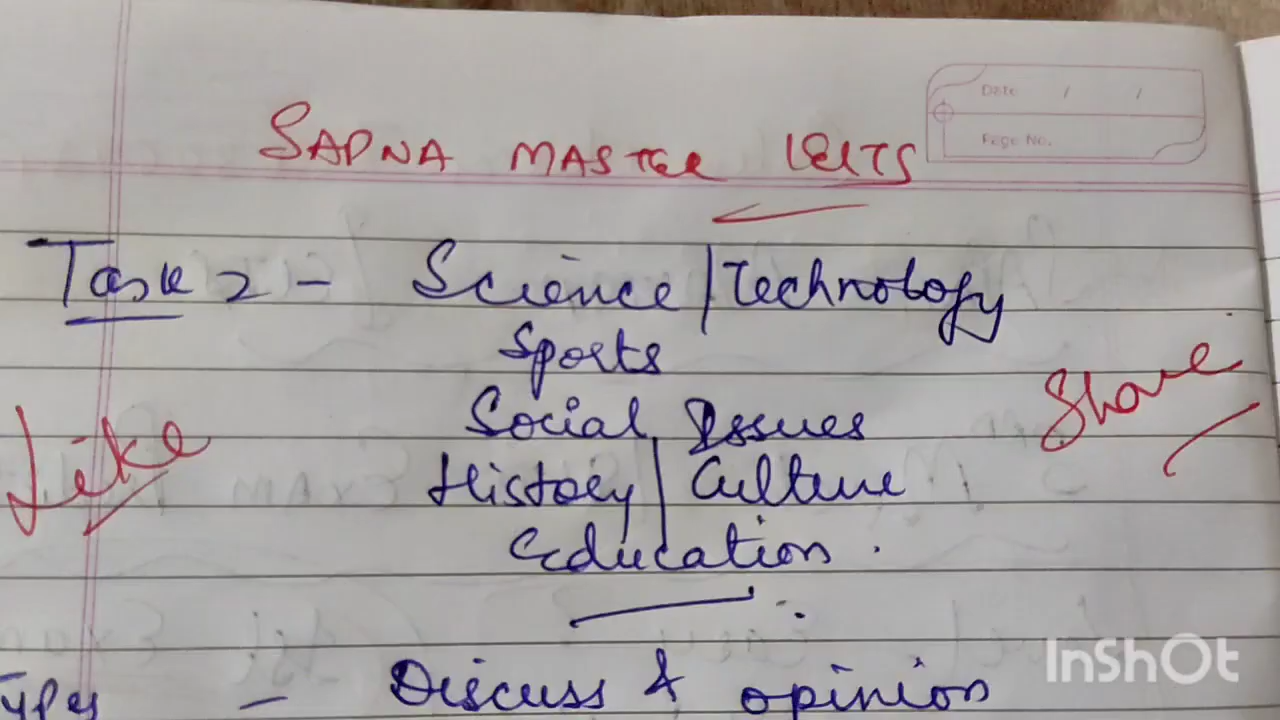 Date / /
Page No.
SAPNA MASTER IELTS
Task 2 - Science/Technology
Sports
Share
Social Issues
Like
History/Culture
Education.
Types - Discuss & opinion
InShOt